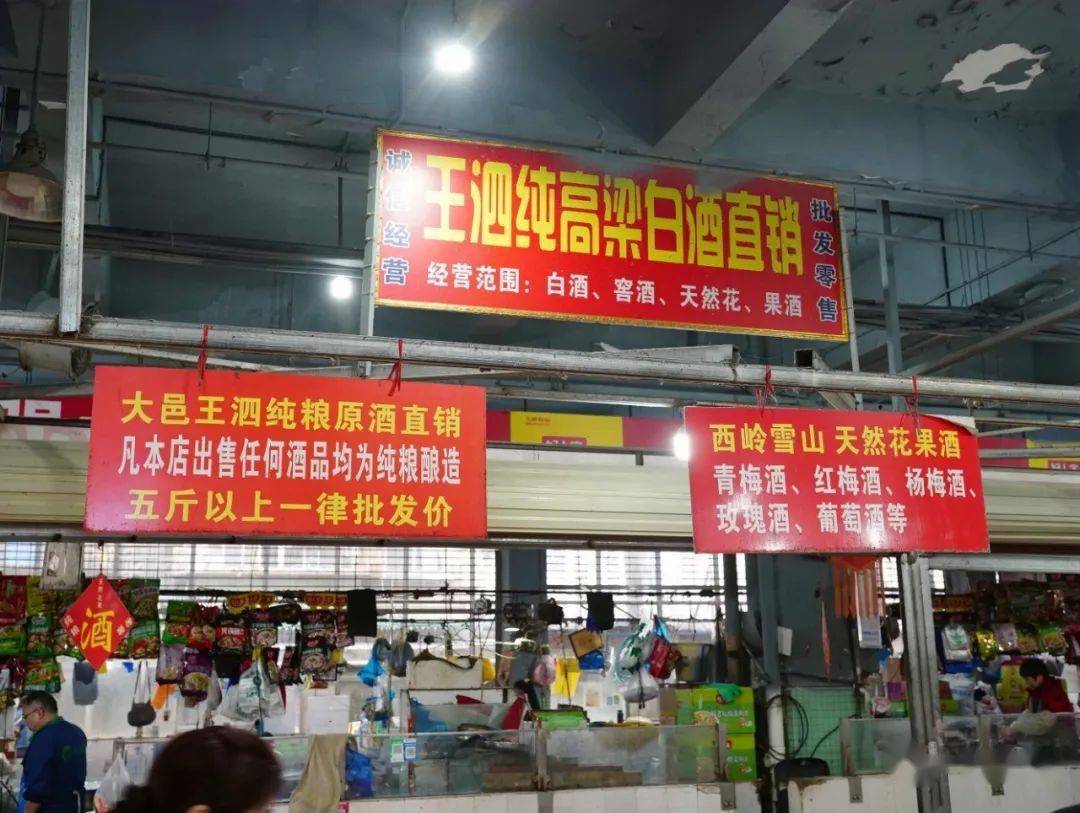 诚信经营
王泗纯高梁白酒直销
批发零售
经营范围：白酒、窖酒、天然花、果酒
大邑王泗纯粮原酒直销
凡本店出售任何酒品均为纯粮酿造
五斤以上一律批发价
西岭雪山 天然花果酒
青梅酒、红梅酒、杨梅酒、
玫瑰酒、葡萄酒等
酒